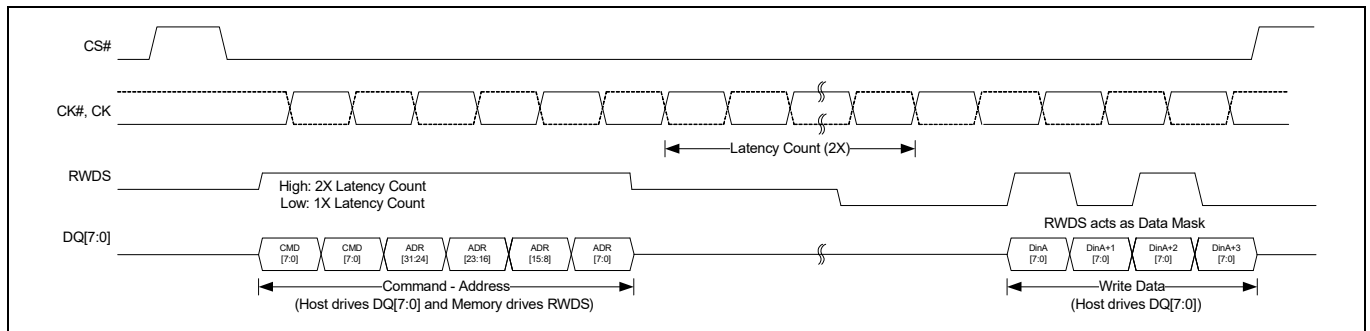 CS#
CK#, CK
Latency Count (2X)
RWDS
High: 2X Latency Count
Low: 1X Latency Count
RWDS acts as Data Mask
DQ[7:0]
CMD [7:0]
CMD [7:0]
ADR [31:24]
ADR [23:16]
ADR [15:8]
ADR [7:0]
DinA [7:0]
DinA+1 [7:0]
DinA+2 [7:0]
DinA+3 [7:0]
Command - Address
(Host drives DQ[7:0] and Memory drives RWDS)
Write Data
(Host drives DQ[7:0])